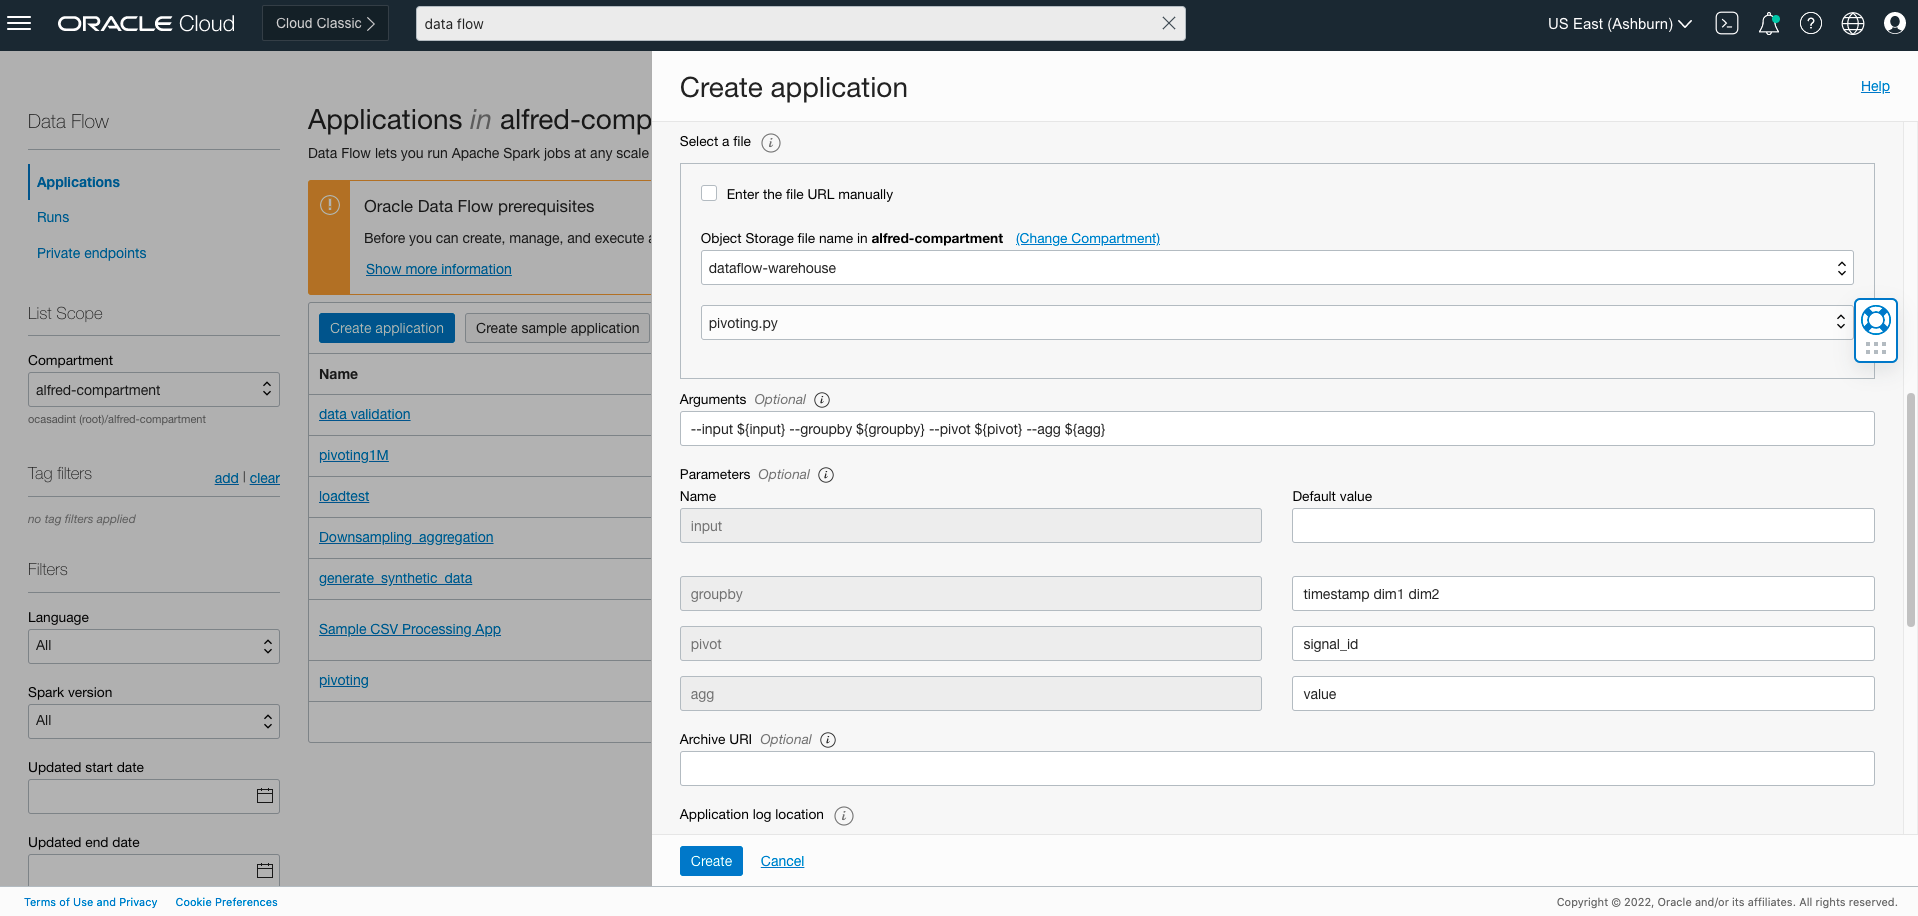 ORACLE Cloud
Cloud Classic
data flow
US East (Ashburn)
Data Flow
Applications
Runs
Private endpoints
List Scope
Compartment
alfred-compartment
ocasadint (root)/alfred-compartment
Tag filters
add | clear
no tag filters applied
Filters
Language
All
Spark version
All
Updated start date
Updated end date
Applications in alfred-comp
Data Flow lets you run Apache Spark jobs at any scale
Oracle Data Flow prerequisites
Before you can create, manage, and execute a
Show more information
Create application
Create sample application
Name
data validation
pivoting1M
loadtest
Downsampling_aggregation
generate_synthetic_data
Sample CSV Processing App
pivoting
Create application
Help
Select a file
Enter the file URL manually
Object Storage file name in alfred-compartment (Change Compartment)
dataflow-warehouse
pivoting.py
Arguments Optional
--input ${input} --groupby ${groupby} --pivot ${pivot} --agg ${agg}
Parameters Optional
Name
Default value
input
groupby
timestamp dim1 dim2
pivot
signal_id
agg
value
Archive URI Optional
Application log location
Create
Cancel
Terms of Use and Privacy
Cookie Preferences
Copyright © 2022, Oracle and/or its affiliates. All rights reserved.